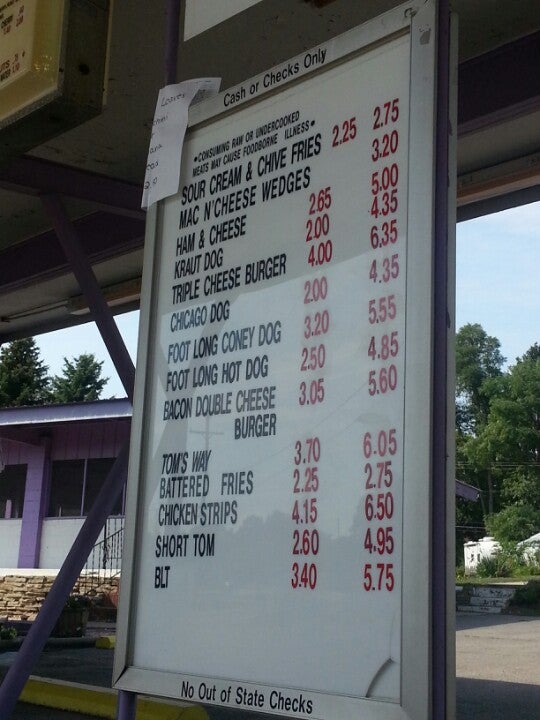 Cash or Checks Only
*CONSUMING RAW OR UNDERCOOKED
MEATS MAY CAUSE FOODBORNE ILLNESS*
SOUR CREAM & CHIVE FRIES 2.25 2.75
MAC N'CHEESE WEDGES 3.20
HAM & CHEESE 2.65 5.00
KRAUT DOG 2.00 4.35
TRIPLE CHEESE BURGER 4.00 6.35
CHICAGO DOG 2.00 4.35
FOOT LONG CONEY DOG 3.20 5.55
FOOT LONG HOT DOG 2.50 4.85
BACON DOUBLE CHEESE 3.05 5.60
BURGER
TOM'S WAY 3.70 6.05
BATTERED FRIES 2.25 2.75
CHICKEN STRIPS 4.15 6.50
SHORT TOM 2.60 4.95
BLT 3.40 5.75
No Out of State Checks